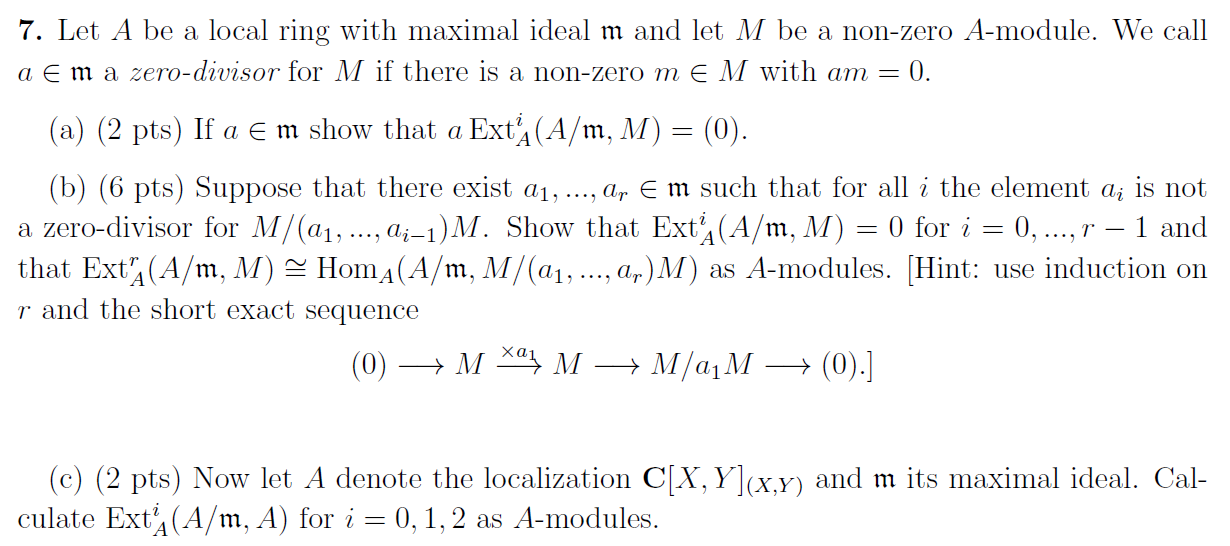 7. Let A be a local ring with maximal ideal 𝔪 and let M be a non-zero A-module. We call
a ∈ 𝔪 a zero-divisor for M if there is a non-zero m ∈ M with am = 0.
(a) (2 pts) If a ∈ 𝔪 show that a Ext^i_A(A/𝔪, M) = (0).
(b) (6 pts) Suppose that there exist a_1, ..., a_r ∈ 𝔪 such that for all i the element a_i is not
a zero-divisor for M/(a_1, ..., a_{i−1})M. Show that Ext^i_A(A/𝔪, M) = 0 for i = 0, ..., r − 1 and
that Ext^r_A(A/𝔪, M) ≅ Hom_A(A/𝔪, M/(a_1, ..., a_r)M) as A-modules. [Hint: use induction on
r and the short exact sequence
(0) ⟶ M —×a_1→ M ⟶ M/a_1M ⟶ (0).]
(c) (2 pts) Now let A denote the localization C[X, Y]_{(X,Y)} and 𝔪 its maximal ideal. Cal-
culate Ext^i_A(A/𝔪, A) for i = 0, 1, 2 as A-modules.